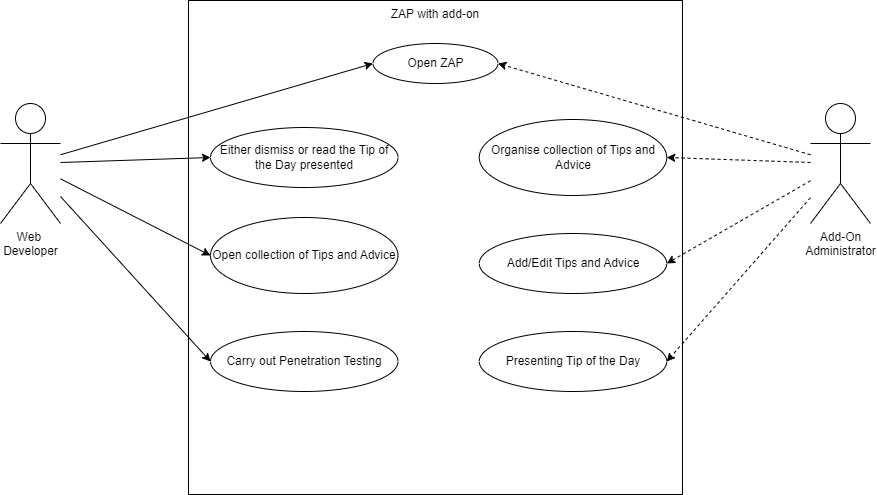 ZAP with add-on
Open ZAP
Either dismiss or read the Tip of
the Day presented
Organise collection of Tips and
Advice
Web
Developer
Add-On
Administrator
Open collection of Tips and Advice
Add/Edit Tips and Advice
Carry out Penetration Testing
Presenting Tip of the Day